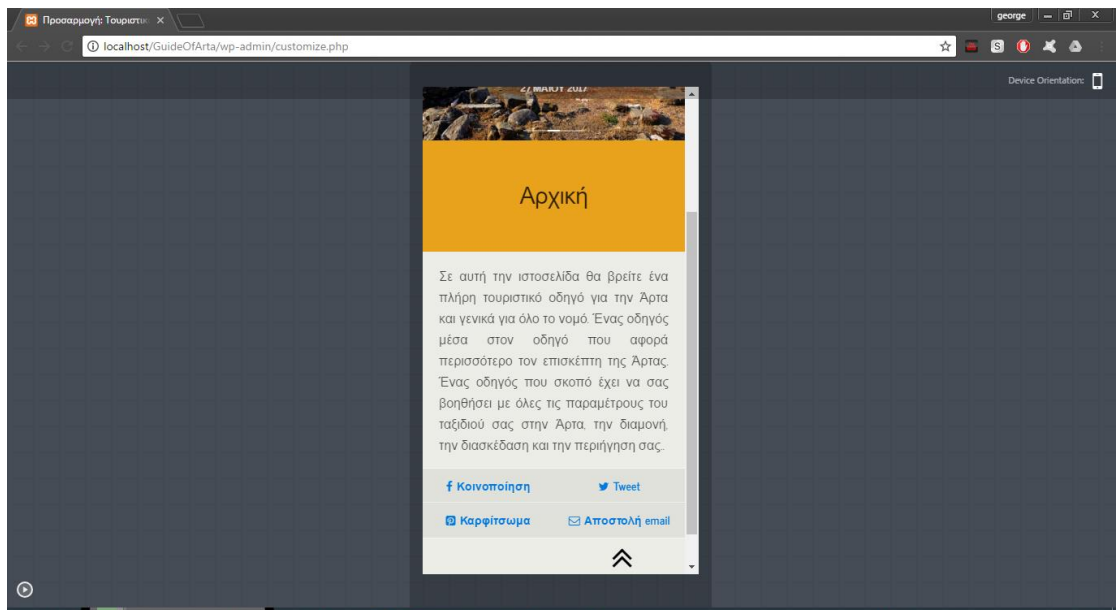 Προσαρμογή: Τουριστικ
george
localhost/GuideOfArta/wp-admin/customize.php
Device Orientation:
27 ΜΑΪΟΥ 2017
Αρχική
Σε αυτή την ιστοσελίδα θα βρείτε ένα
πλήρη τουριστικό οδηγό για την Άρτα
και γενικά για όλο το νομό. Ένας οδηγός
μέσα στον οδηγό που αφορά
περισσότερο τον επισκέπτη της Άρτας.
Ένας οδηγός που σκοπό έχει να σας
βοηθήσει με όλες τις παραμέτρους του
ταξιδιού σας στην Άρτα, την διαμονή,
την διασκέδαση και την περιήγηση σας..
Κοινοποίηση
Tweet
Καρφίτσωμα
Αποστολή email